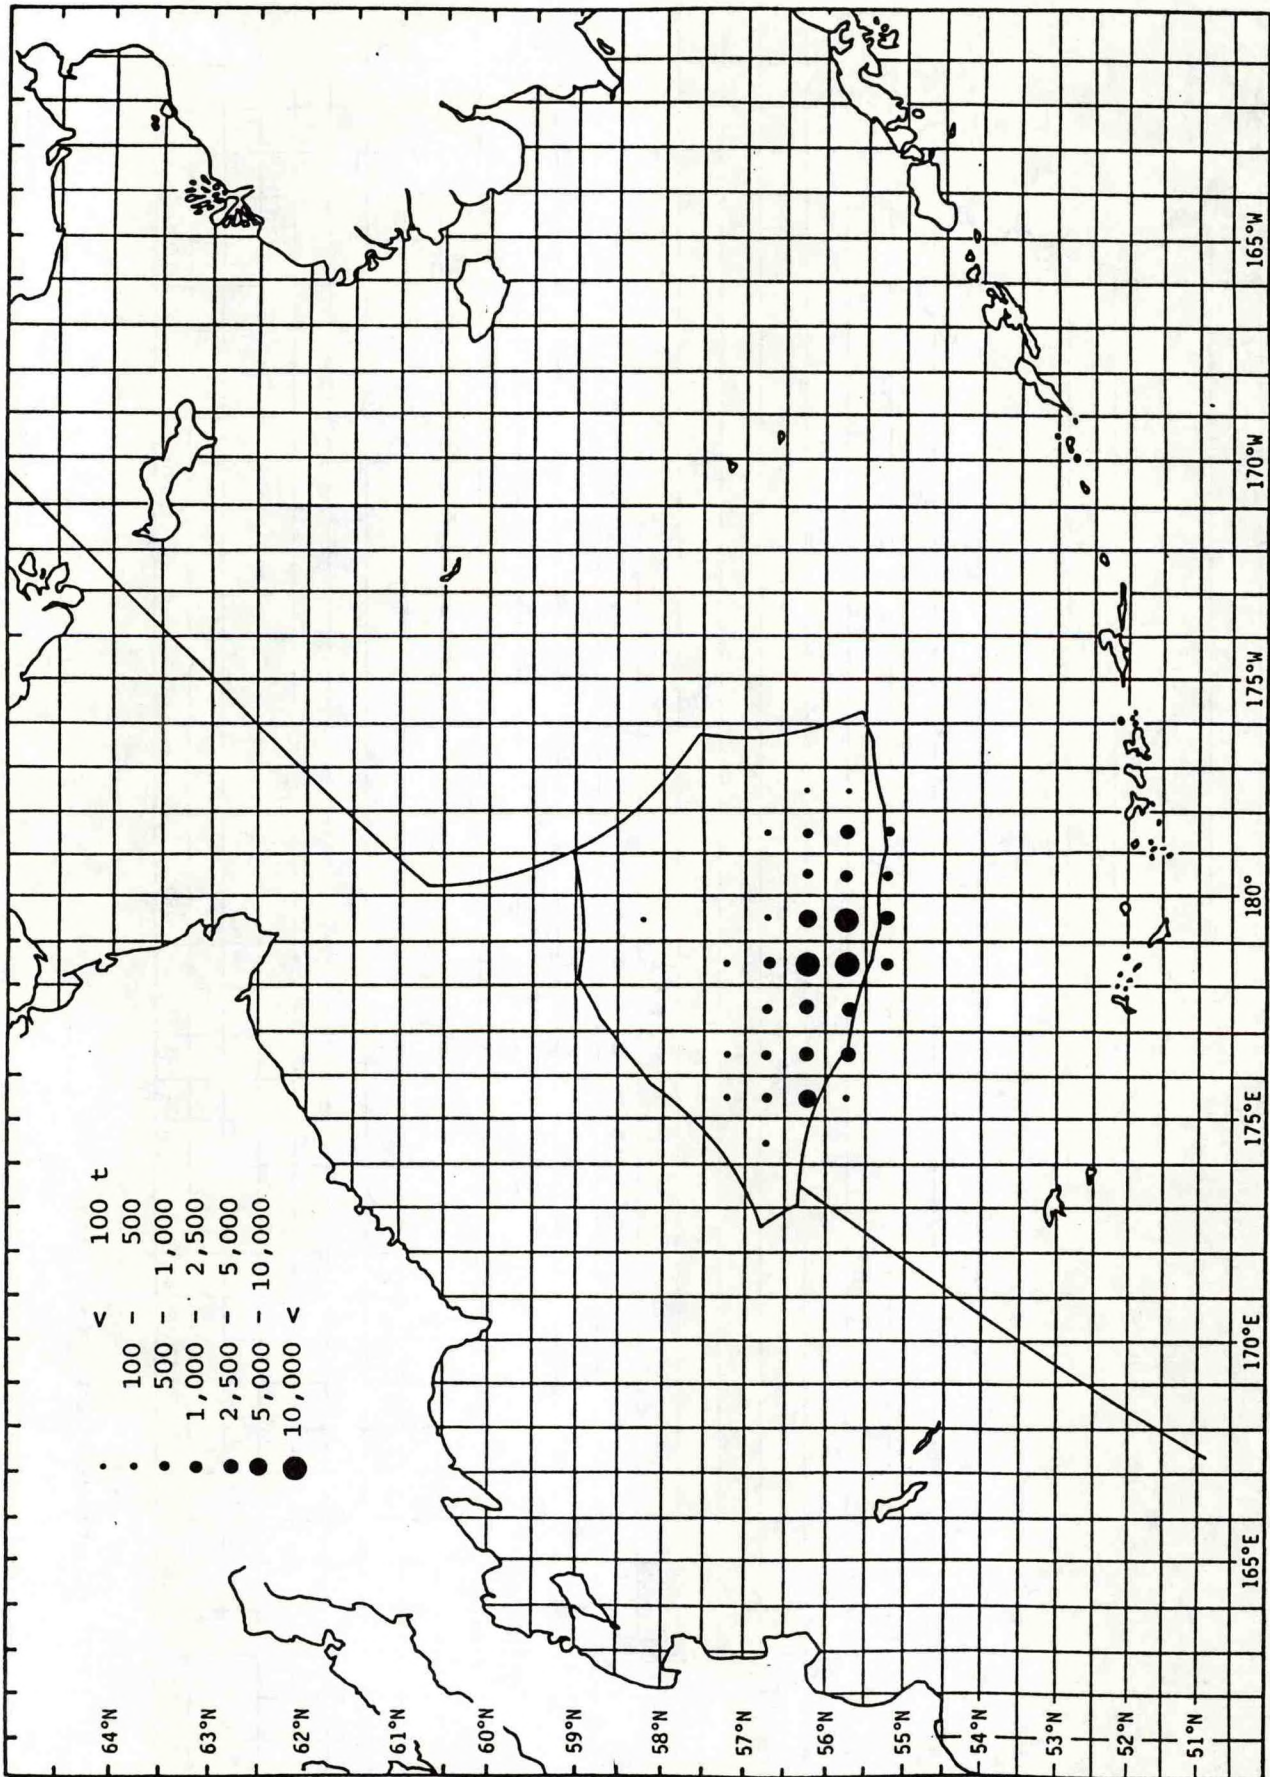 < 100 t
100 - 500
500 - 1,000
1,000 - 2,500
2,500 - 5,000
5,000 - 10,000
10,000 <
64°N
63°N
62°N
61°N
60°N
59°N
58°N
57°N
56°N
55°N
54°N
53°N
52°N
51°N
165°E
170°E
175°E
180°
175°W
170°W
165°W